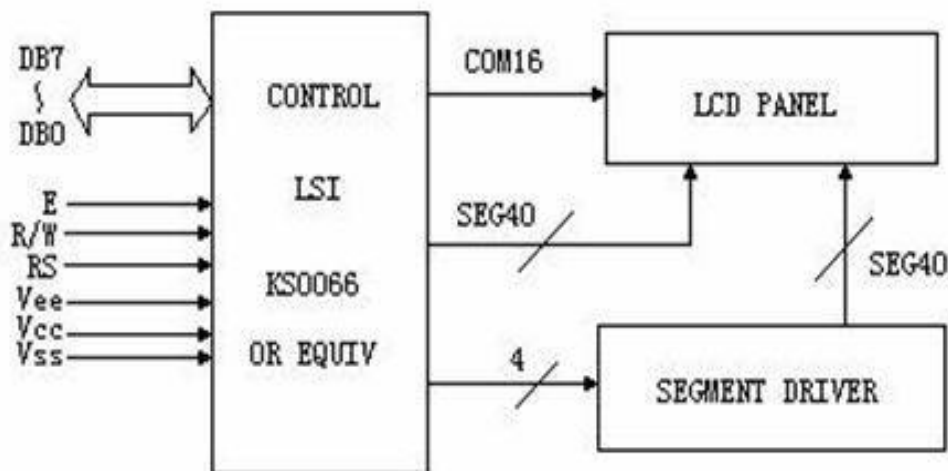 DB7
DB0
E
R/W
RS
Vee
Vcc
Vss
CONTROL
LSI
KS0066
OR EQUIV
COM16
SEG40
4
LCD PANEL
SEG40
SEGMENT DRIVER